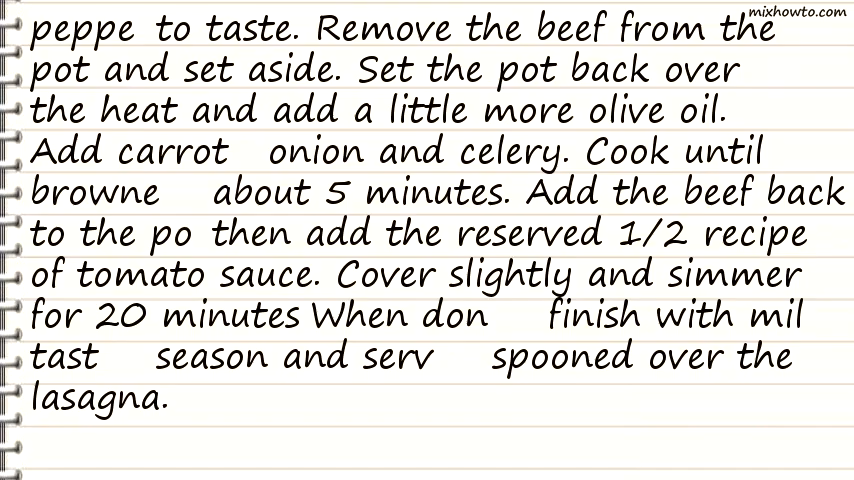 mixhowto.com
peppe to taste. Remove the beef from the
pot and set aside. Set the pot back over
the heat and add a little more olive oil.
Add carrot onion and celery. Cook until
browne about 5 minutes. Add the beef back
to the po then add the reserved 1/2 recipe
of tomato sauce. Cover slightly and simmer
for 20 minutes When don finish with mil
tast season and serv spooned over the
lasagna.